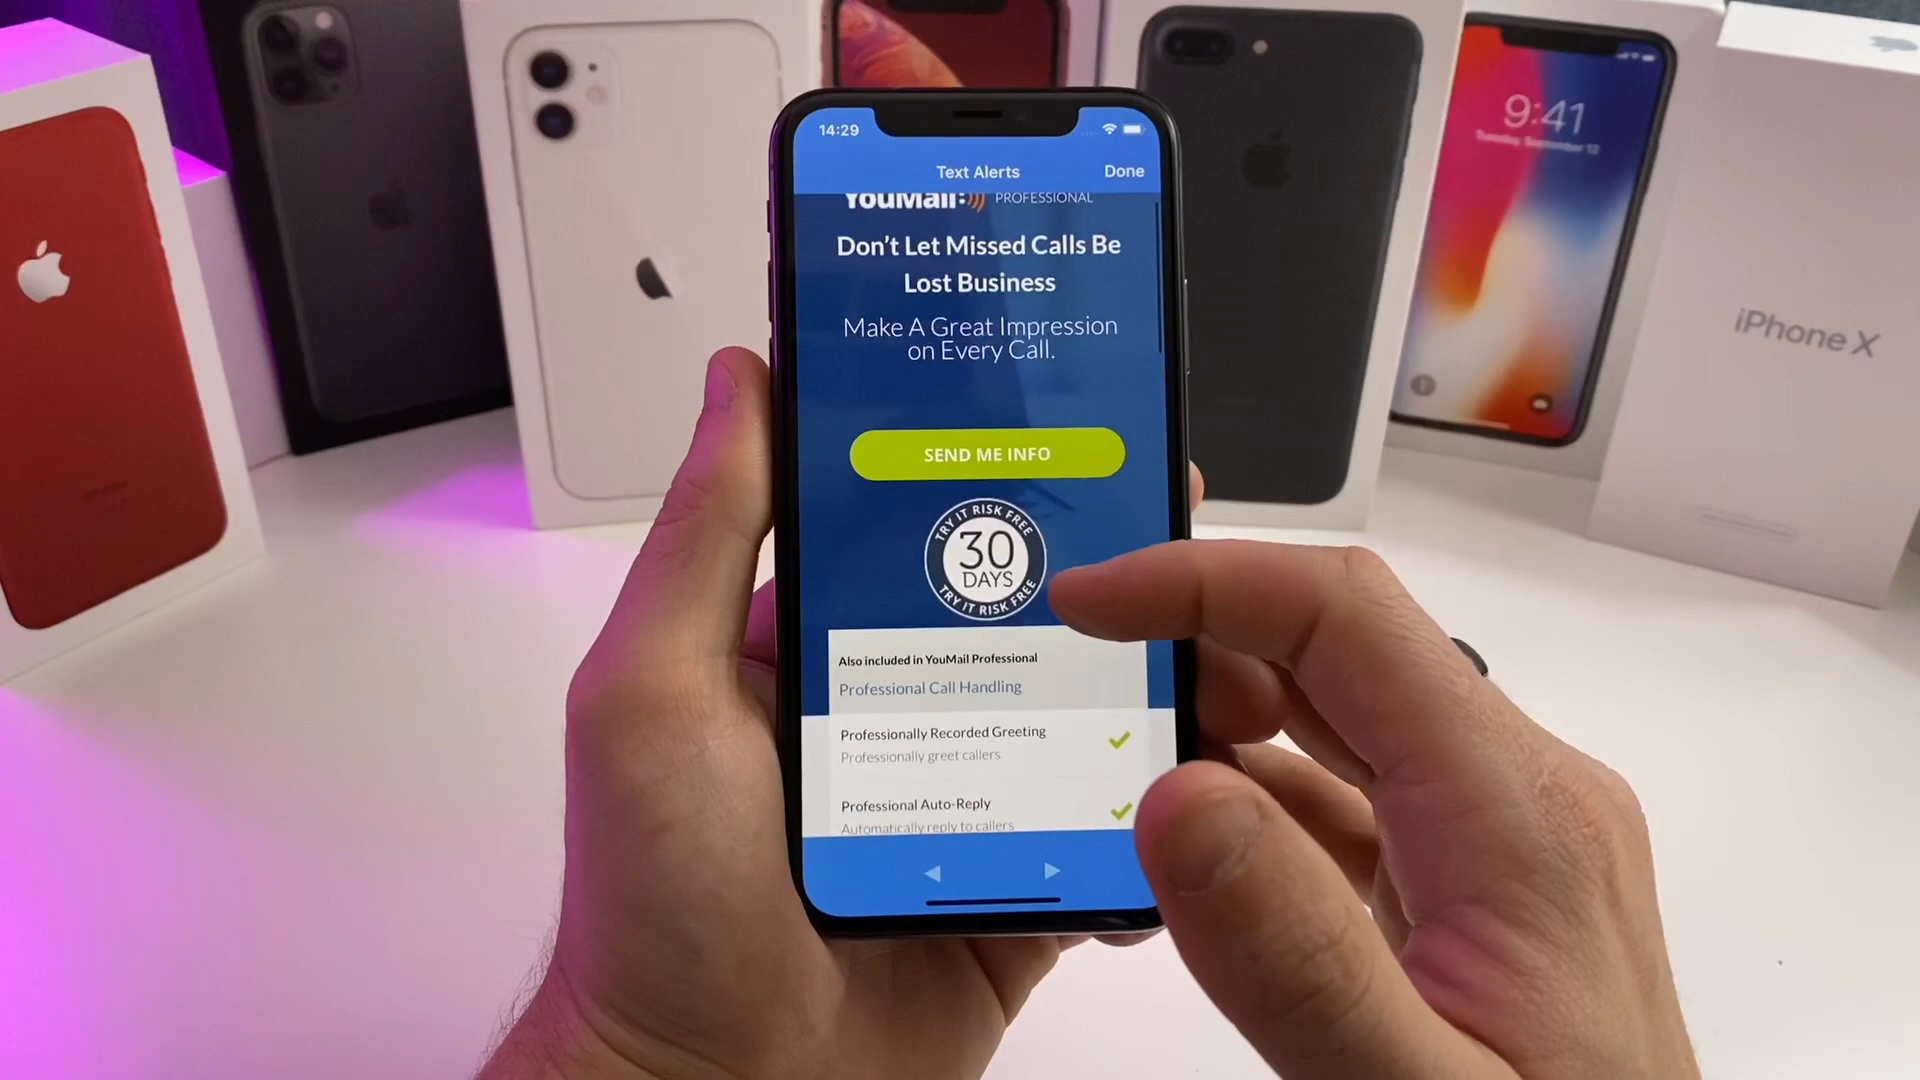 14:29
Text Alerts
Done
YouMail
PROFESSIONAL
Don't Let Missed Calls Be
Lost Business
Make A Great Impression
on Every Call.
SEND ME INFO
TRY IT RISK FREE
30
DAYS
TRY IT RISK FREE
Also included in YouMail Professional
Professional Call Handling
Professionally Recorded Greeting
Professionally greet callers
Professional Auto-Reply
Automatically reply to callers
9:41
Tuesday, September 12
iPhone X